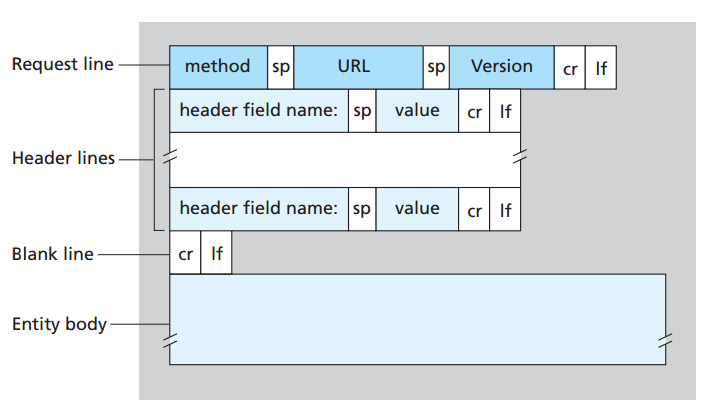 Request line method sp URL sp Version cr lf
header field name: sp value cr lf
Header lines
header field name: sp value cr lf
Blank line cr lf
Entity body